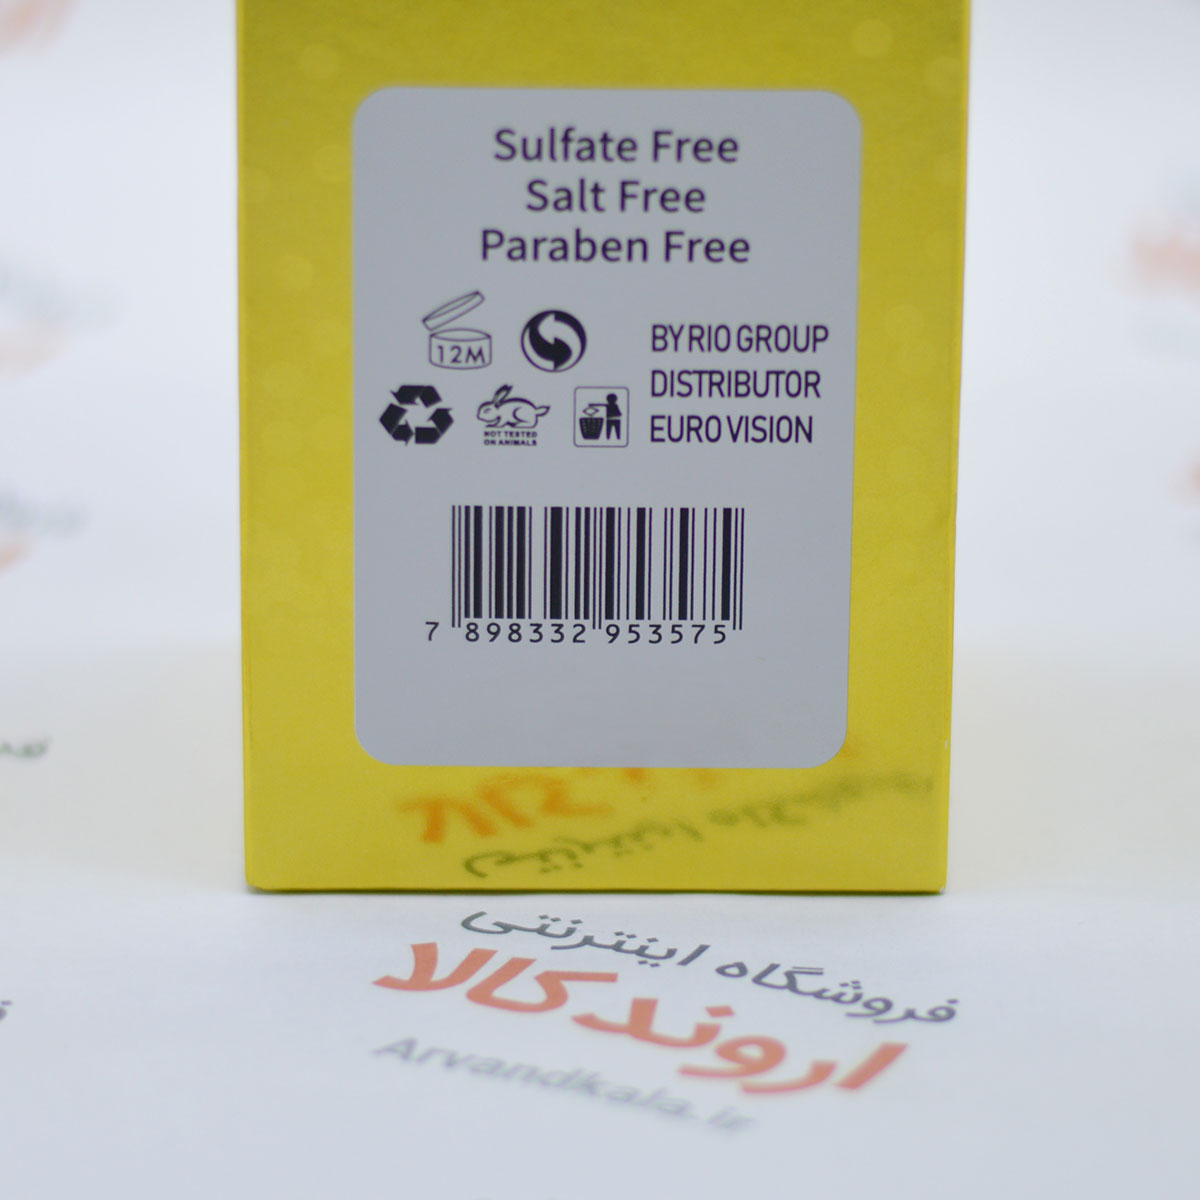 Sulfate Free
Salt Free
Paraben Free
12M
NOT TESTED
ON ANIMALS
BY RIO GROUP
DISTRIBUTOR
EURO VISION
7 898332 953575
فروشگاه اینترنتی
اروندکالا
Arvandkala.ir